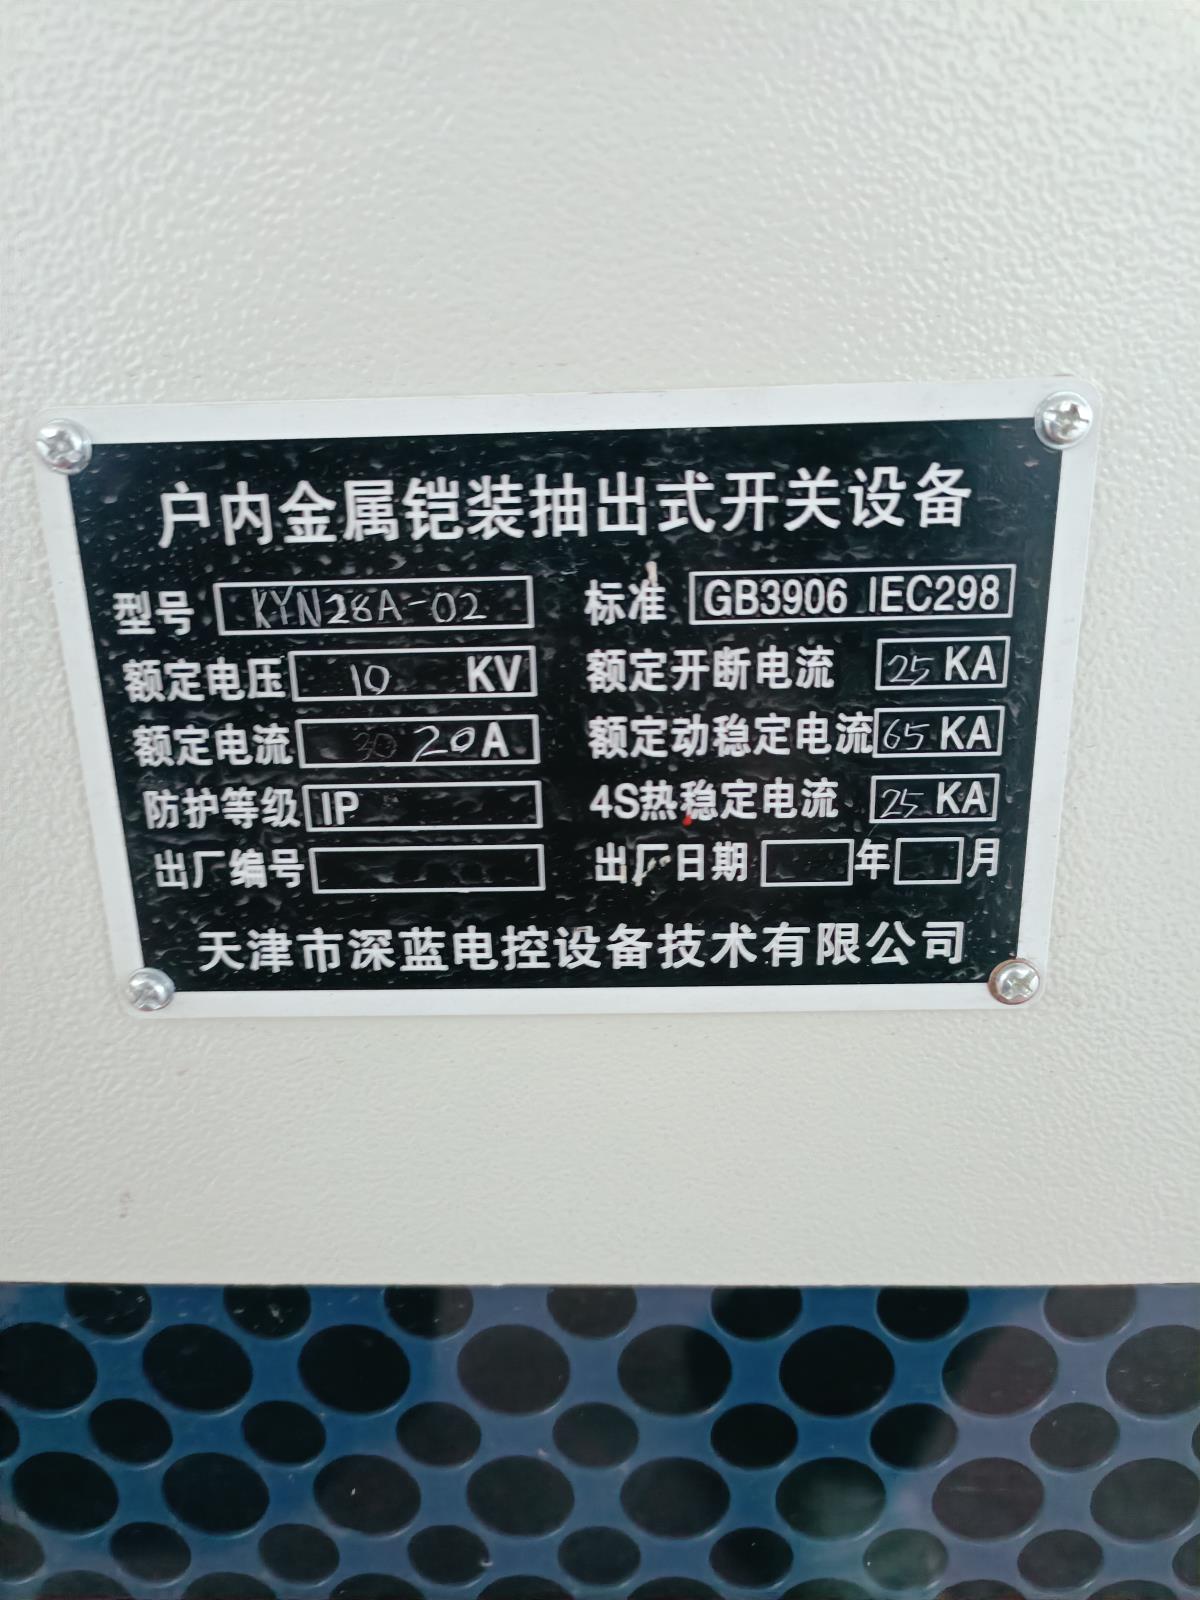 户内金属铠装抽出式开关设备
型号 KYN28A-02 标准 GB3906 IEC298
额定电压 10 KV 额定开断电流 25 KA
额定电流 30 20 A 额定动稳定电流 65 KA
防护等级 IP 4S热稳定电流 25 KA
出厂编号 出厂日期 年 月
天津市深蓝电控设备技术有限公司